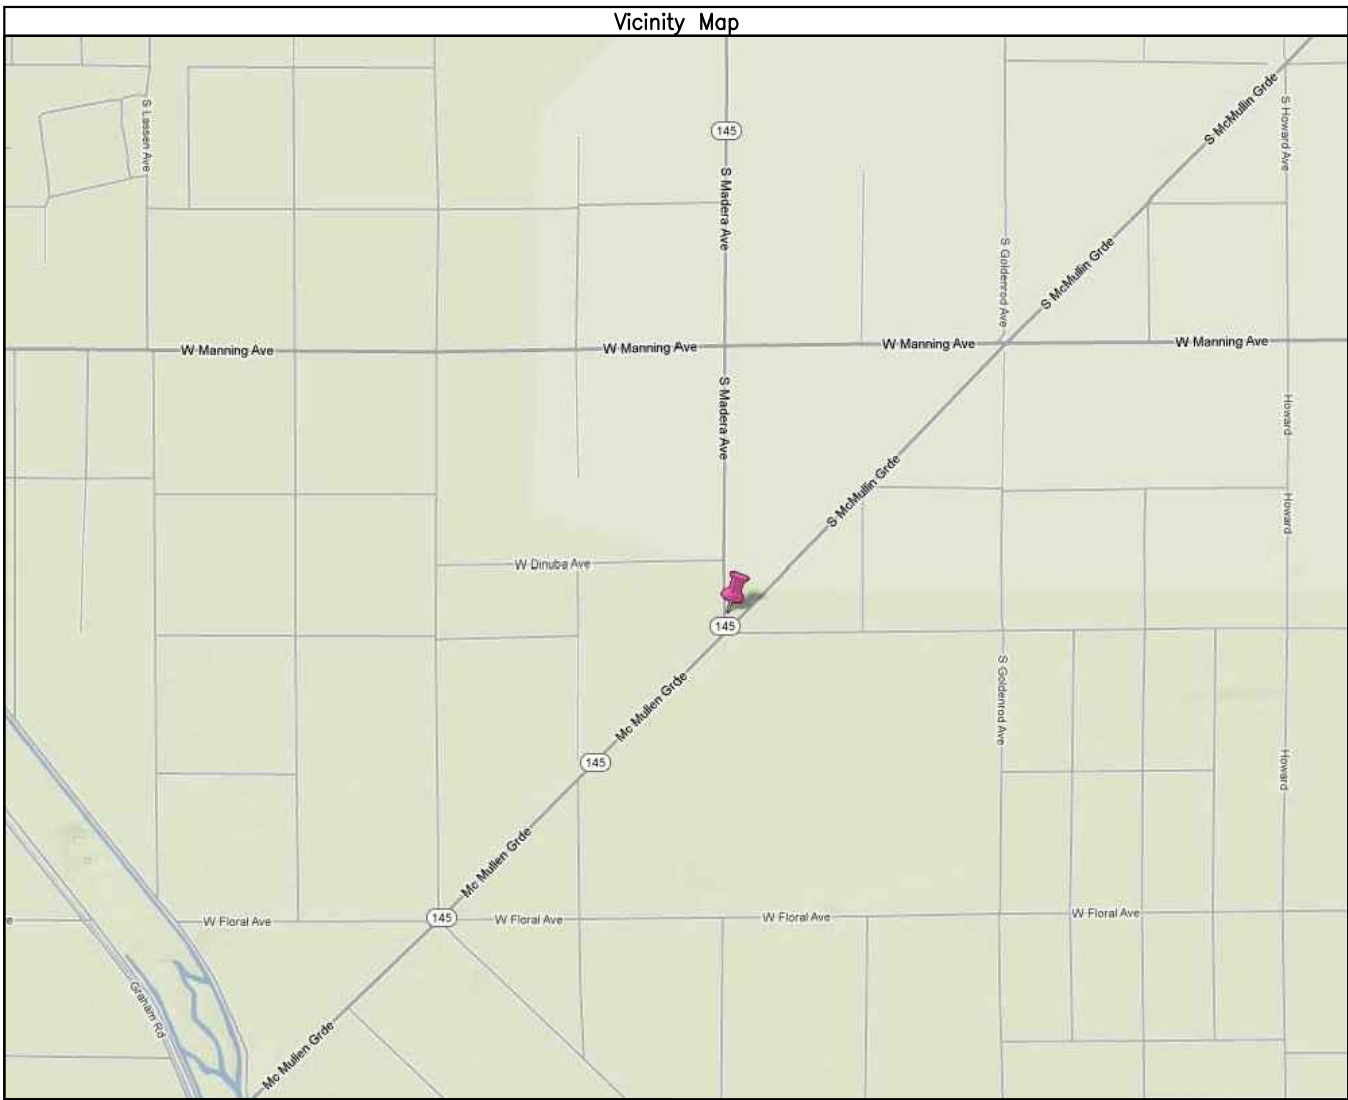 Vicinity Map
S McMullin Grde
S Lassen Ave
S Howard Ave
145
S McMullin Grde
S Madera Ave
S McMullin Grde
S Goldenrod Ave
W Manning Ave
W Manning Ave
W Manning Ave
W Manning Ave
S Madera Ave
Howard
S McMullin Grde
Howard
W Dinuba Ave
145
S Goldenrod Ave
Mc Mullen Grde
Howard
145
Mc Mullen Grde
e
W Floral Ave
145
W Floral Ave
W Floral Ave
W Floral Ave
Graham Rd
Mc Mullen Grde